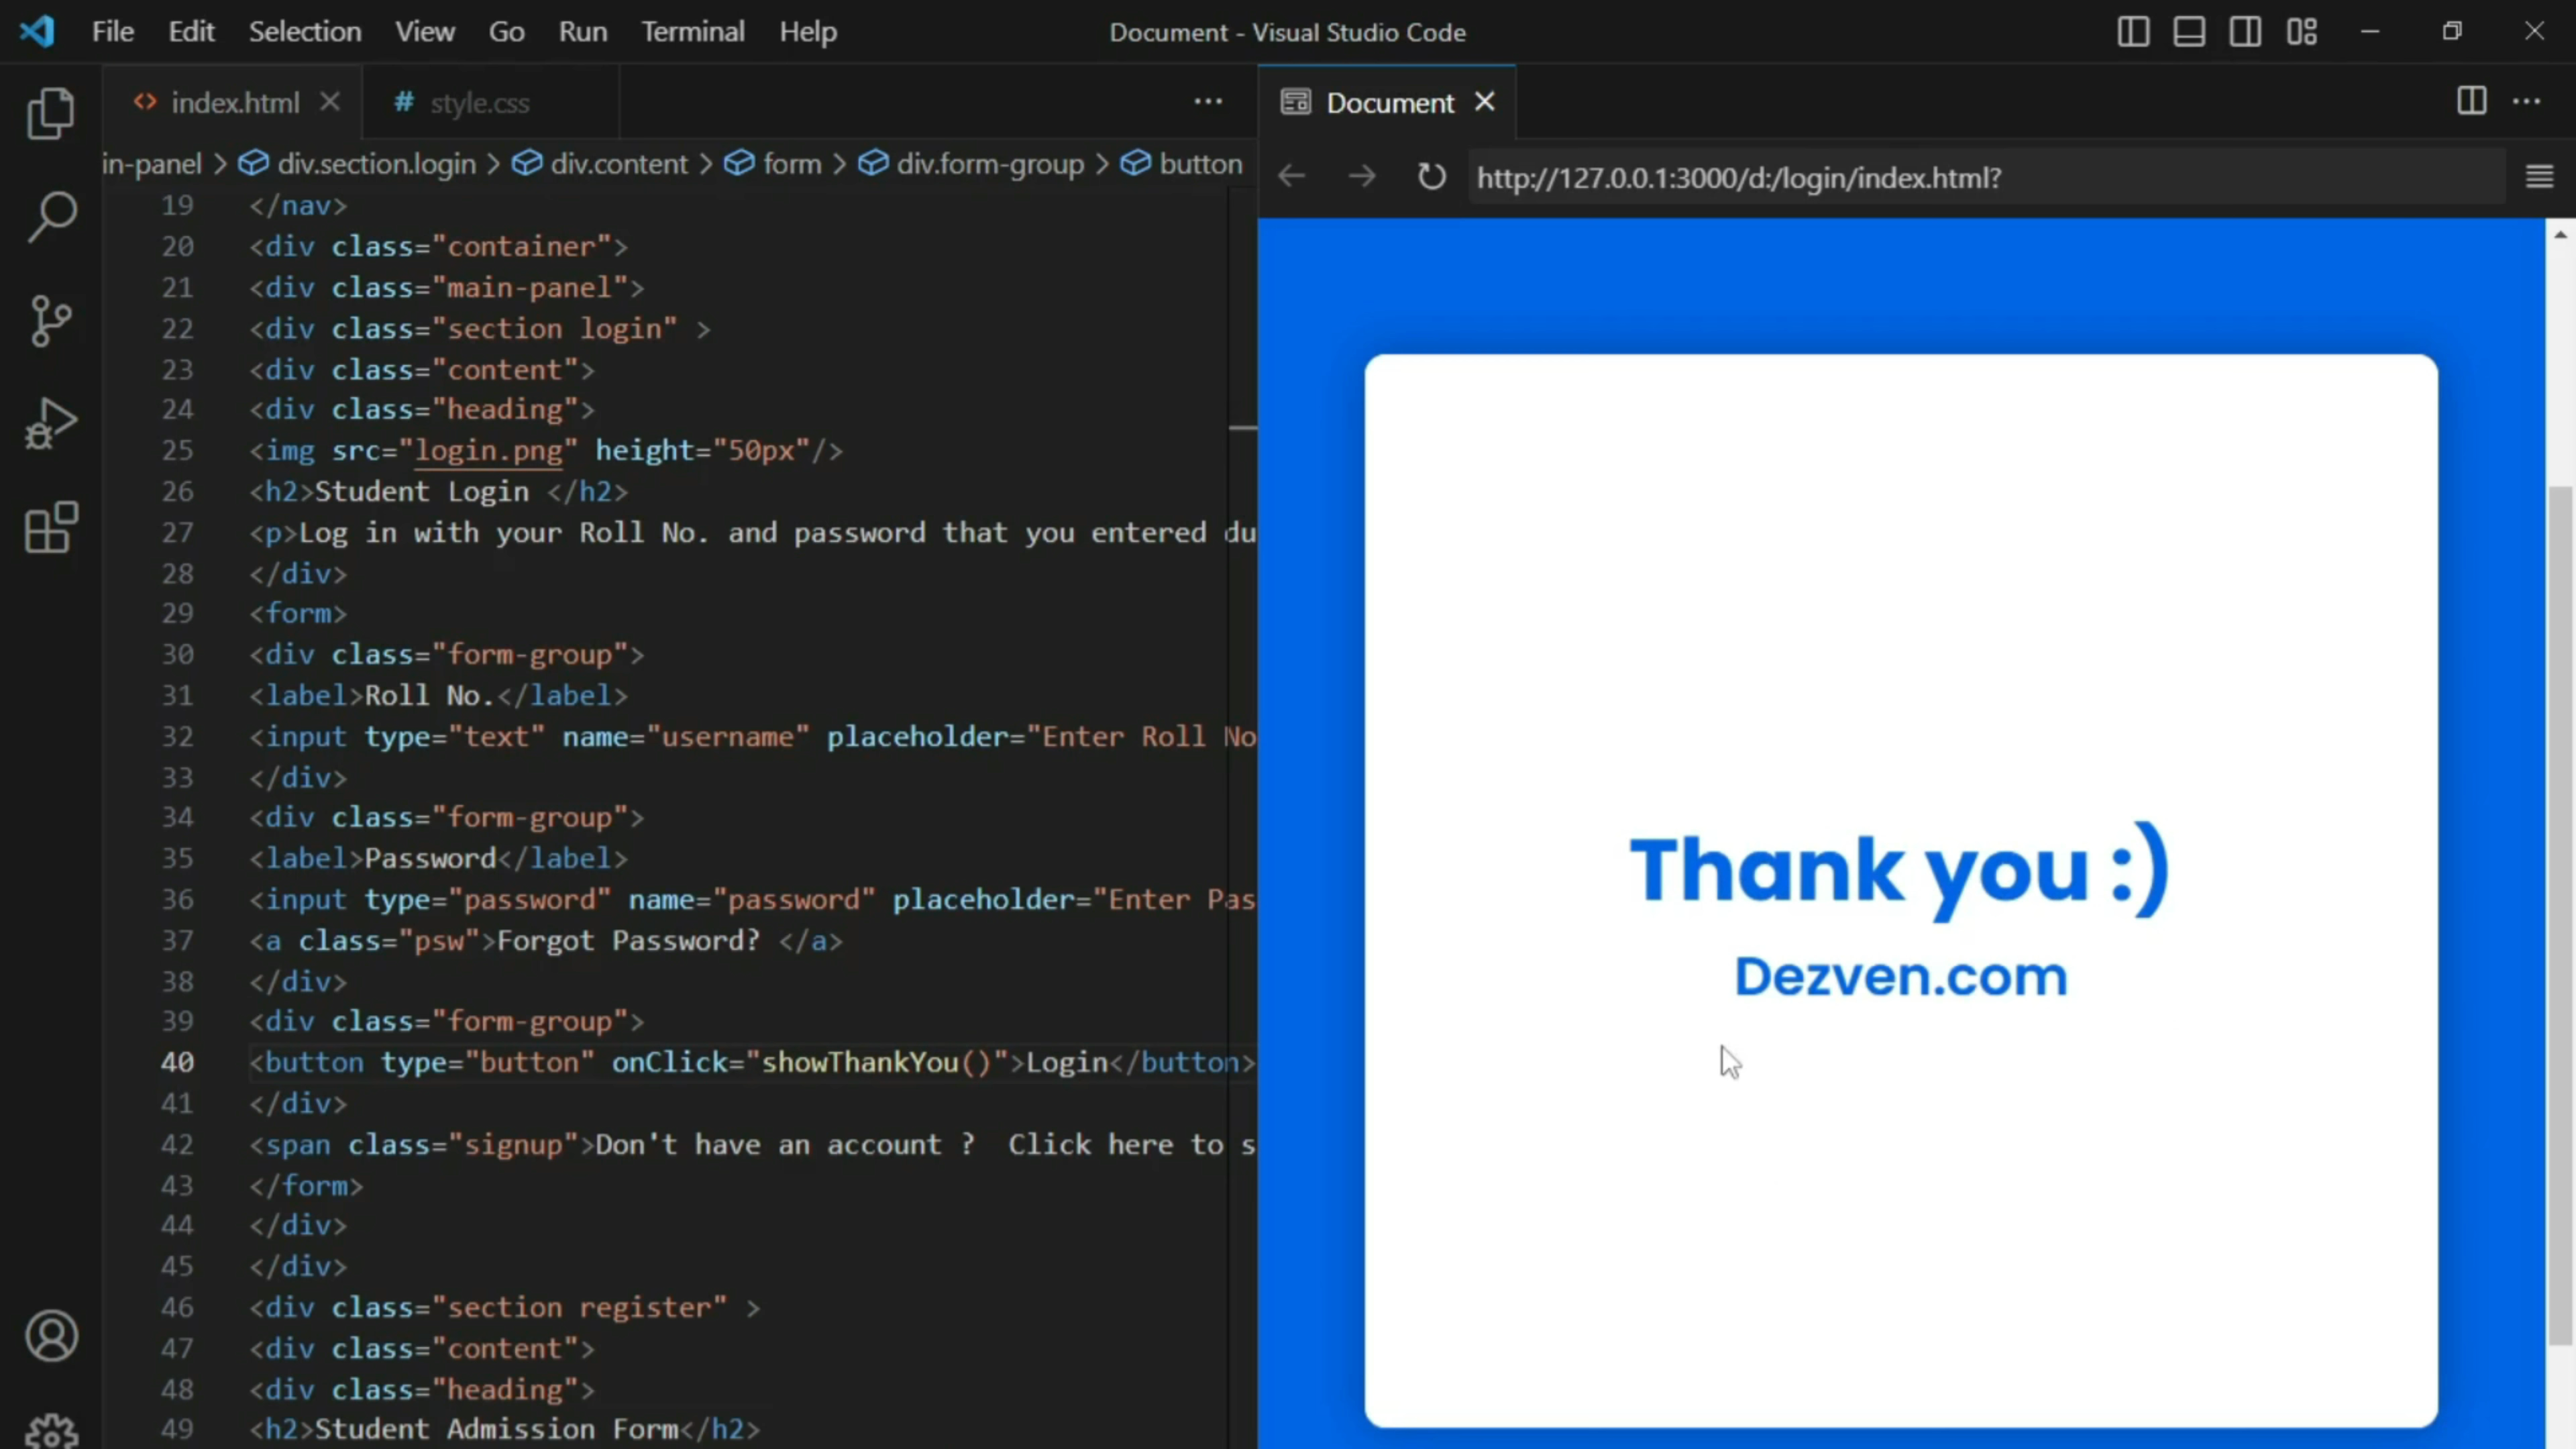 File Edit Selection View Go Run Terminal Help
Document - Visual Studio Code
index.html
# style.css
in-panel > div.section.login > div.content > form > div.form-group > button
19 </nav>
20 <div class="container">
21 <div class="main-panel">
22 <div class="section login" >
23 <div class="content">
24 <div class="heading">
25 <img src="login.png" height="50px"/>
26 <h2>Student Login </h2>
27 <p>Log in with your Roll No. and password that you entered du
28 </div>
29 <form>
30 <div class="form-group">
31 <label>Roll No.</label>
32 <input type="text" name="username" placeholder="Enter Roll No
33 </div>
34 <div class="form-group">
35 <label>Password</label>
36 <input type="password" name="password" placeholder="Enter Pas
37 <a class="psw">Forgot Password? </a>
38 </div>
39 <div class="form-group">
40 <button type="button" onClick="showThankYou()">Login</button>
41 </div>
42 <span class="signup">Don't have an account ?  Click here to s
43 </form>
44 </div>
45 </div>
46 <div class="section register" >
47 <div class="content">
48 <div class="heading">
49 <h2>Student Admission Form</h2>
Document
http://127.0.0.1:3000/d:/login/index.html?
Thank you :)
Dezven.com